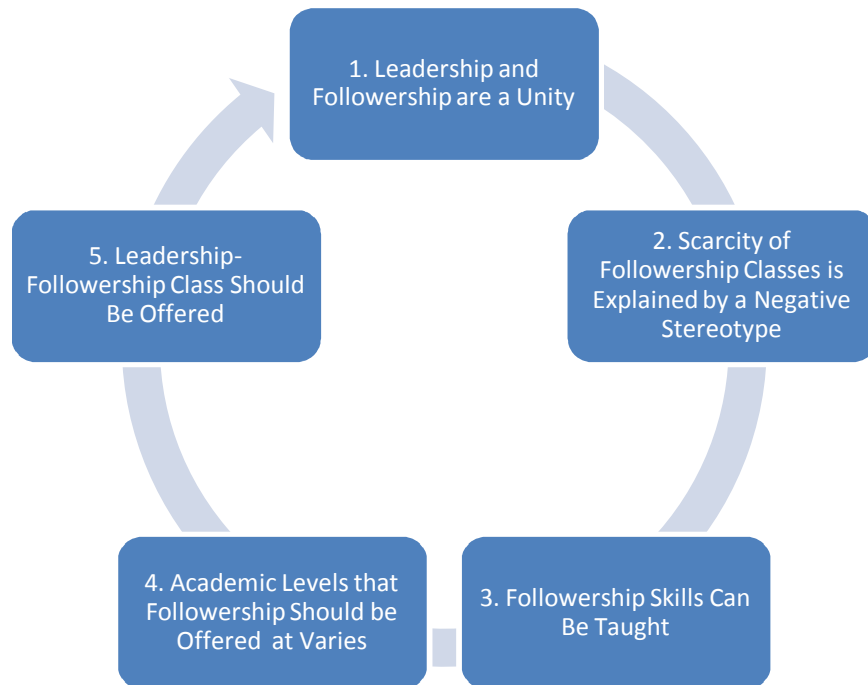 1. Leadership and
Followership are a Unity
2. Scarcity of
Followership Classes is
Explained by a Negative
Stereotype
3. Followership Skills Can
Be Taught
4. Academic Levels that
Followership Should be
Offered at Varies
5. Leadership-
Followership Class Should
Be Offered